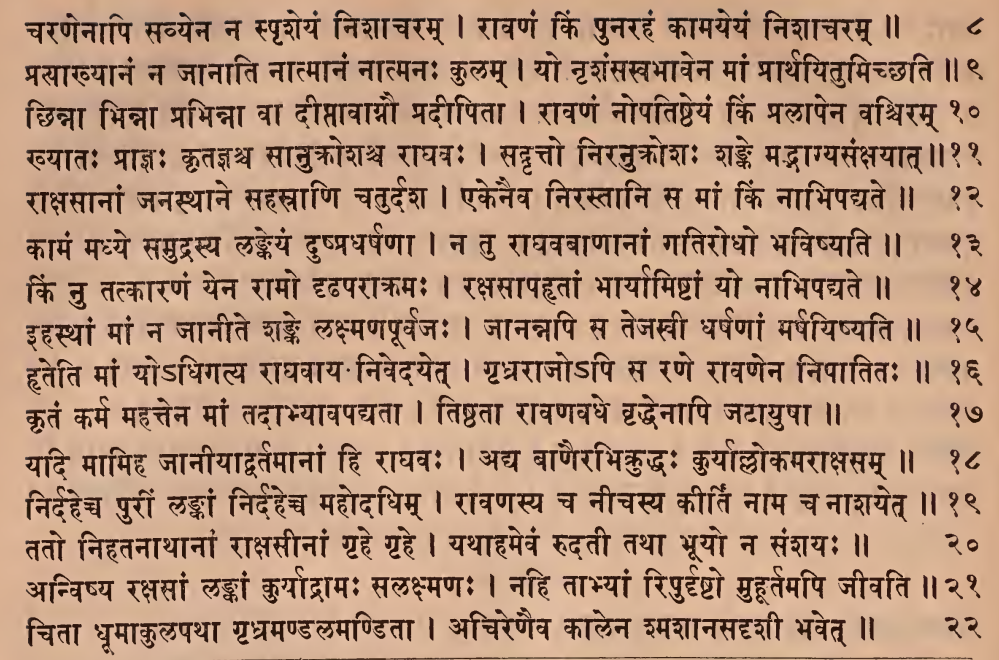 चरणेनापि सव्येन न स्पृशेयं निशाचरम् । रावणं किं पुनरहं कामयेयं निशाचरम् ॥ ८
प्रत्याख्यानं न जानाति नात्मानं नात्मनः कुलम् । यो नृशंसस्वभावेन मां प्रार्थयितुमिच्छति ॥ ९
छिन्ना भिन्ना प्रभिन्ना वा दीप्तावाग्नौ प्रदीपिता । रावणं नोपतिष्ठेयं किं प्रलापेन वश्चिरम् १०
ख्यातः प्राज्ञः कृतज्ञश्च सानुक्रोशश्च राघवः । सद्वृत्तो निरनुक्रोशः शङ्के मद्भाग्यसंक्षयात् ॥ ११
राक्षसानां जनस्थाने सहस्राणि चतुर्दश । एकेनैव निरस्तानि स मां किं नाभिपद्यते ॥ १२
कामं मध्ये समुद्रस्य लङ्केयं दुष्प्रधर्षणा । न तु राघवबाणानां गतिरोधो भविष्यति ॥ १३
किं नु तत्कारणं येन रामो दृढपराक्रमः । रक्षसापहृतां भार्यामिष्टां यो नाभिपद्यते ॥ १४
इहस्थां मां न जानीते शङ्के लक्ष्मणपूर्वजः । जानन्नपि स तेजस्वी धर्षणां मर्षयिष्यति ॥ १५
हृतेति मां योऽधिगत्य राघवाय निवेदयेत् । गृध्रराजोऽपि स रणे रावणेन निपातितः ॥ १६
कृतं कर्म महत्तेन मां तदाभ्यावपद्यता । तिष्ठता रावणवधे वृद्धेनापि जटायुषा ॥ १७
यदि मामिह जानीयाद्वर्तमानां हि राघवः । अद्य बाणैरभिक्रुद्धः कुर्याल्लोकमराक्षसम् ॥ १८
निर्दहेच्च पुरीं लङ्कां निर्दहेच्च महोदधिम् । रावणस्य च नीचस्य कीर्तिं नाम च नाशयेत् ॥ १९
ततो निहतनाथानां राक्षसीनां गृहे गृहे । यथाहमेवं रुदती तथा भूयो न संशयः ॥ २०
अन्विष्य रक्षसां लङ्कां कुर्याद्रामः सलक्ष्मणः । नहि ताभ्यां रिपुर्दृष्टो मुहूर्तमपि जीवति ॥ २१
चिता धूमाकुलपथा गृध्रमण्डलमण्डिता । अचिरेणैव कालेन श्मशानसदृशी भवेत् ॥ २२